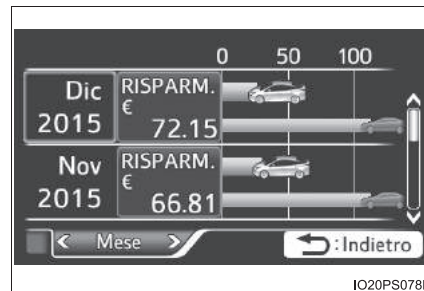 0 50 100
Dic RISPARM.
€
2015 72.15
Nov RISPARM.
€
2015 66.81
< Mese > : Indietro
IO20PS078I